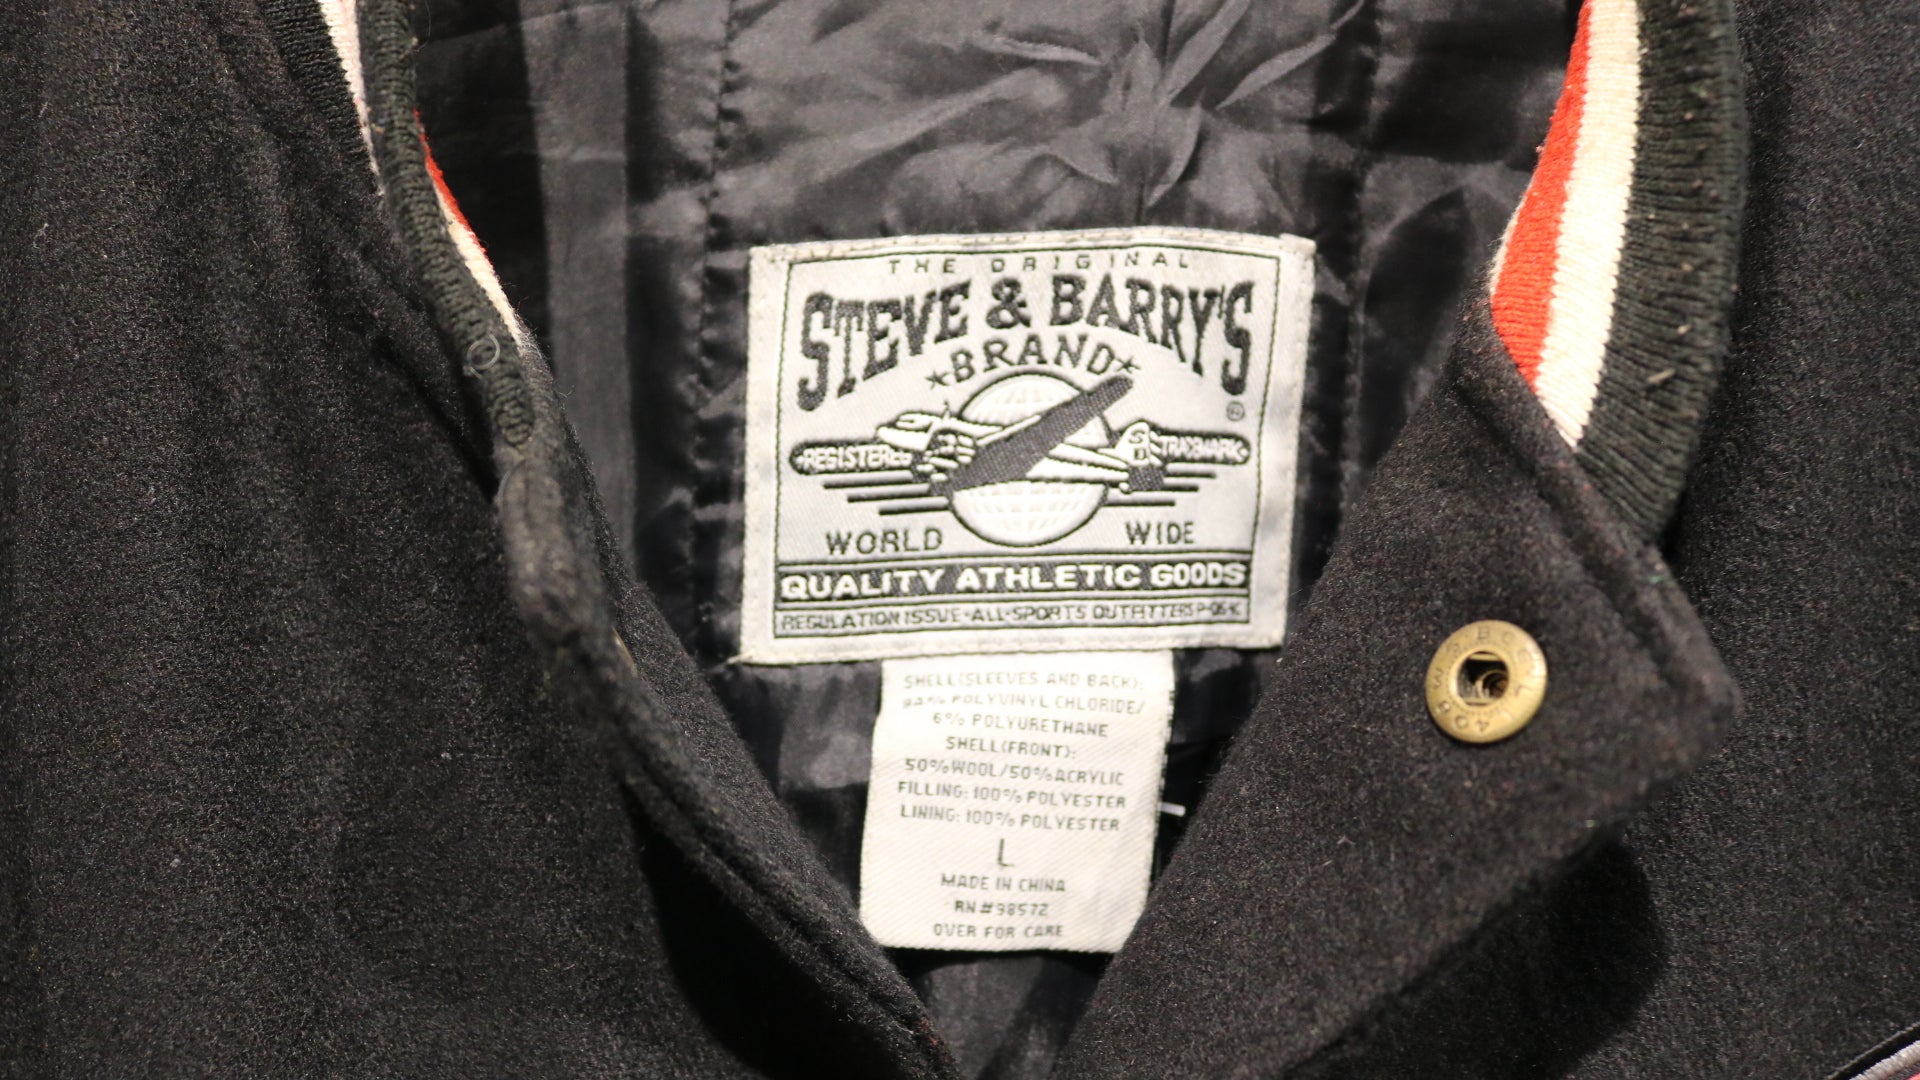 THE ORIGINAL
STEVE & BARRY'S
®
BRAND
REGISTERED TRADEMARK
SB
WORLD WIDE
QUALITY ATHLETIC GOODS
REGULATION ISSUE-ALL-SPORTS OUTFITTERS
SHELL(SLEEVES AND BACK):
94% POLYVINYL CHLORIDE/
6% POLYURETHANE
SHELL(FRONT):
50%WOOL/50%ACRYLIC
FILLING: 100% POLYESTER
LINING: 100% POLYESTER
L
MADE IN CHINA
RN#98572
OVER FOR CARE